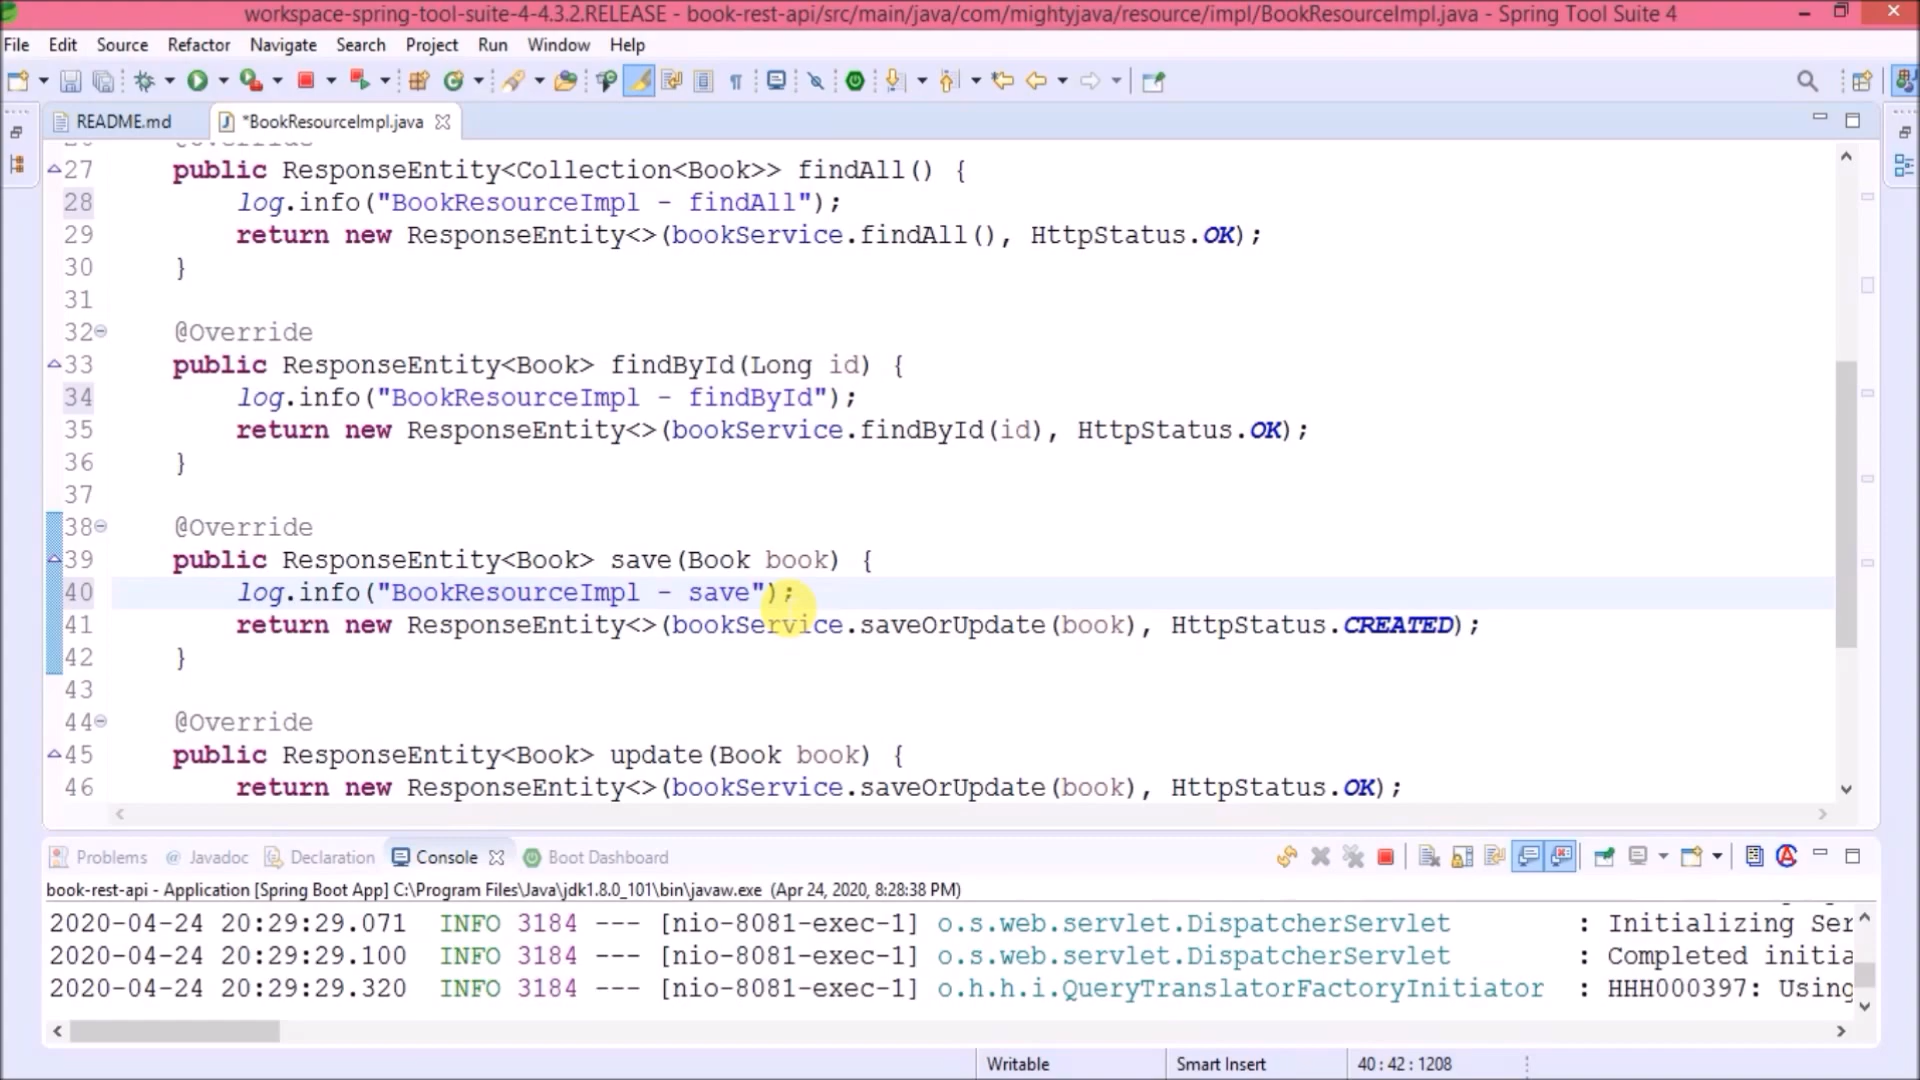 workspace-spring-tool-suite-4-4.3.2.RELEASE - book-rest-api/src/main/java/com/mightyjava/resource/impl/BookResourceImpl.java - Spring Tool Suite 4
File Edit Source Refactor Navigate Search Project Run Window Help
README.md *BookResourceImpl.java
27 public ResponseEntity<Collection<Book>> findAll() {
28 log.info("BookResourceImpl - findAll");
29 return new ResponseEntity<>(bookService.findAll(), HttpStatus.OK);
30 }
31
32 @Override
33 public ResponseEntity<Book> findById(Long id) {
34 log.info("BookResourceImpl - findById");
35 return new ResponseEntity<>(bookService.findById(id), HttpStatus.OK);
36 }
37
38 @Override
39 public ResponseEntity<Book> save(Book book) {
40 log.info("BookResourceImpl - save");
41 return new ResponseEntity<>(bookService.saveOrUpdate(book), HttpStatus.CREATED);
42 }
43
44 @Override
45 public ResponseEntity<Book> update(Book book) {
46 return new ResponseEntity<>(bookService.saveOrUpdate(book), HttpStatus.OK);
Problems @ Javadoc Declaration Console Boot Dashboard
book-rest-api - Application [Spring Boot App] C:\Program Files\Java\jdk1.8.0_101\bin\javaw.exe (Apr 24, 2020, 8:28:38 PM)
2020-04-24 20:29:29.071 INFO 3184 --- [nio-8081-exec-1] o.s.web.servlet.DispatcherServlet : Initializing Ser
2020-04-24 20:29:29.100 INFO 3184 --- [nio-8081-exec-1] o.s.web.servlet.DispatcherServlet : Completed initia
2020-04-24 20:29:29.320 INFO 3184 --- [nio-8081-exec-1] o.h.h.i.QueryTranslatorFactoryInitiator : HHH000397: Using
Writable Smart Insert 40 : 42 : 1208